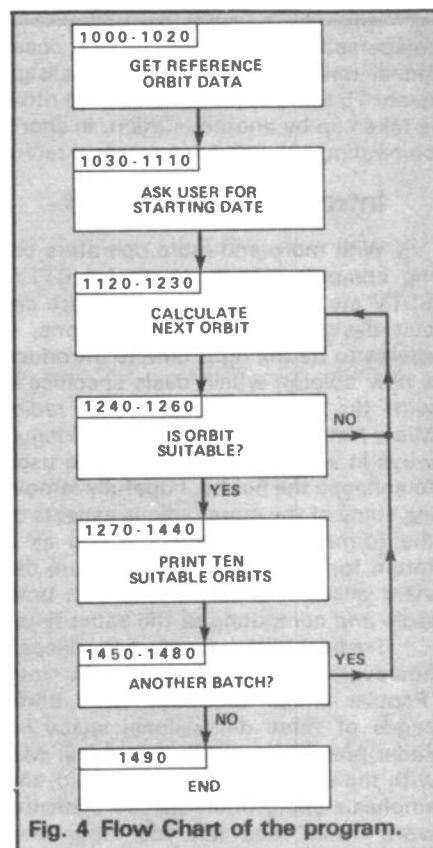 1000-1020
GET REFERENCE
ORBIT DATA
1030-1110
ASK USER FOR
STARTING DATE
1120-1230
CALCULATE
NEXT ORBIT
1240-1260
IS ORBIT
SUITABLE?
NO
YES
1270-1440
PRINT TEN
SUITABLE ORBITS
1450-1480
ANOTHER BATCH?
YES
NO
1490
END
Fig. 4 Flow Chart of the program.